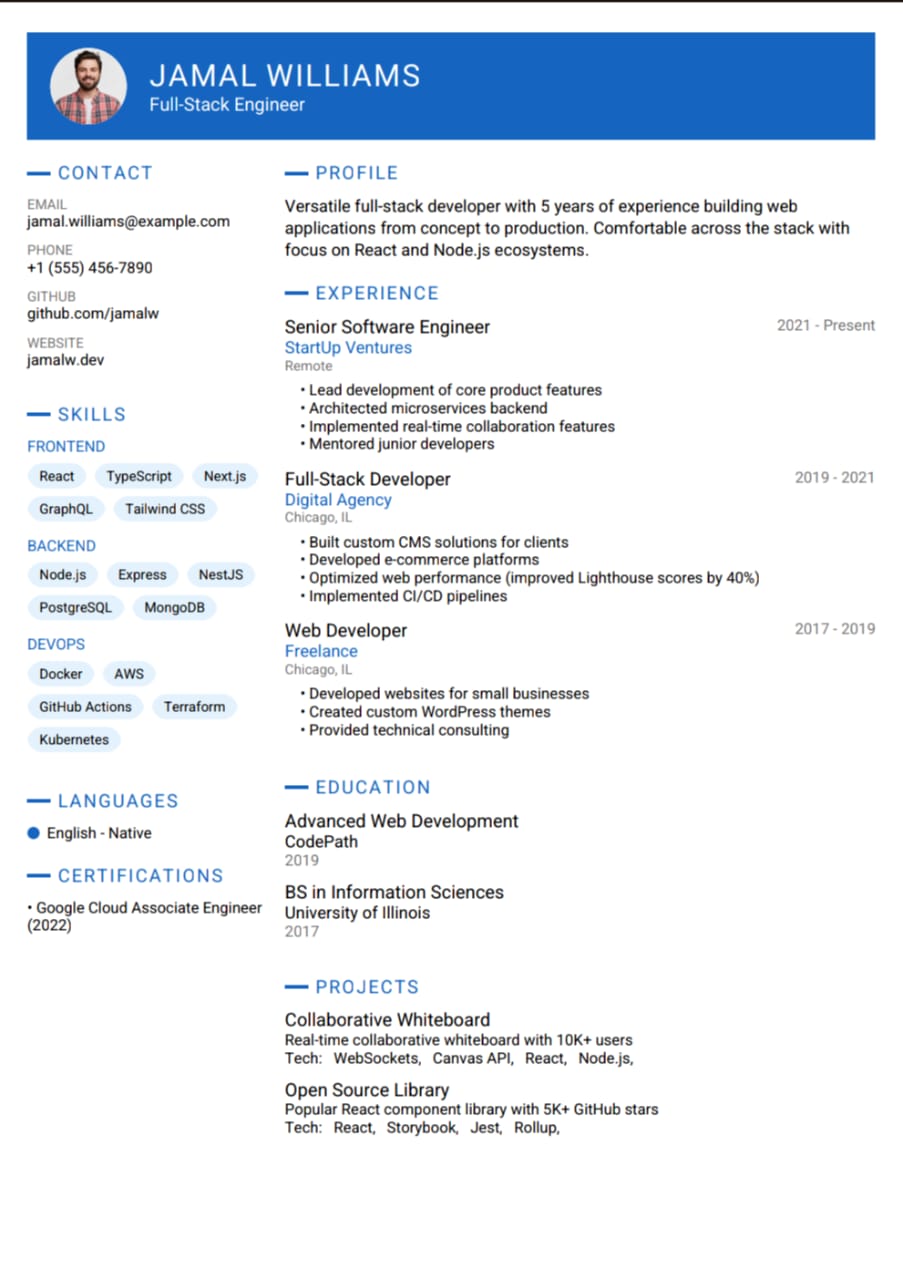 JAMAL WILLIAMS
Full-Stack Engineer
CONTACT
EMAIL
jamal.williams@example.com
PHONE
+1 (555) 456-7890
GITHUB
github.com/jamalw
WEBSITE
jamalw.dev
SKILLS
FRONTEND
React TypeScript Next.js
GraphQL Tailwind CSS
BACKEND
Node.js Express NestJS
PostgreSQL MongoDB
DEVOPS
Docker AWS
GitHub Actions Terraform
Kubernetes
LANGUAGES
English - Native
CERTIFICATIONS
• Google Cloud Associate Engineer
(2022)
PROFILE
Versatile full-stack developer with 5 years of experience building web
applications from concept to production. Comfortable across the stack with
focus on React and Node.js ecosystems.
EXPERIENCE
Senior Software Engineer 2021 - Present
StartUp Ventures
Remote
• Lead development of core product features
• Architected microservices backend
• Implemented real-time collaboration features
• Mentored junior developers
Full-Stack Developer 2019 - 2021
Digital Agency
Chicago, IL
• Built custom CMS solutions for clients
• Developed e-commerce platforms
• Optimized web performance (improved Lighthouse scores by 40%)
• Implemented CI/CD pipelines
Web Developer 2017 - 2019
Freelance
Chicago, IL
• Developed websites for small businesses
• Created custom WordPress themes
• Provided technical consulting
EDUCATION
Advanced Web Development
CodePath
2019
BS in Information Sciences
University of Illinois
2017
PROJECTS
Collaborative Whiteboard
Real-time collaborative whiteboard with 10K+ users
Tech: WebSockets, Canvas API, React, Node.js,
Open Source Library
Popular React component library with 5K+ GitHub stars
Tech: React, Storybook, Jest, Rollup,